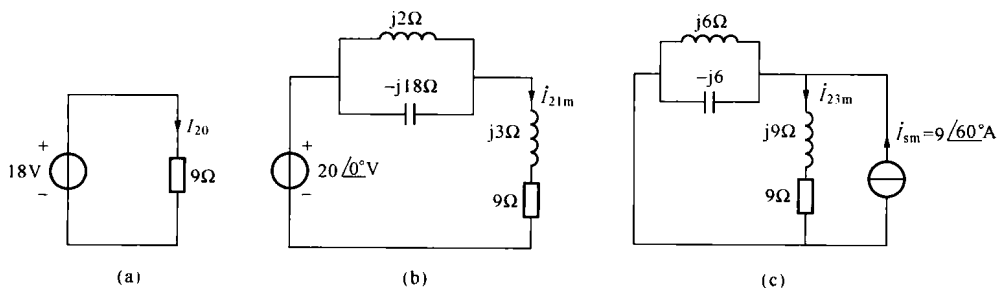 18V
+
−
I₂₀
9Ω
(a)
j2Ω
−j18Ω
İ₂₁ₘ
j3Ω
+
20∠0°V
−
9Ω
(b)
j6Ω
−j6
İ₂₃ₘ
j9Ω
9Ω
İₛₘ=9∠60°A
(c)